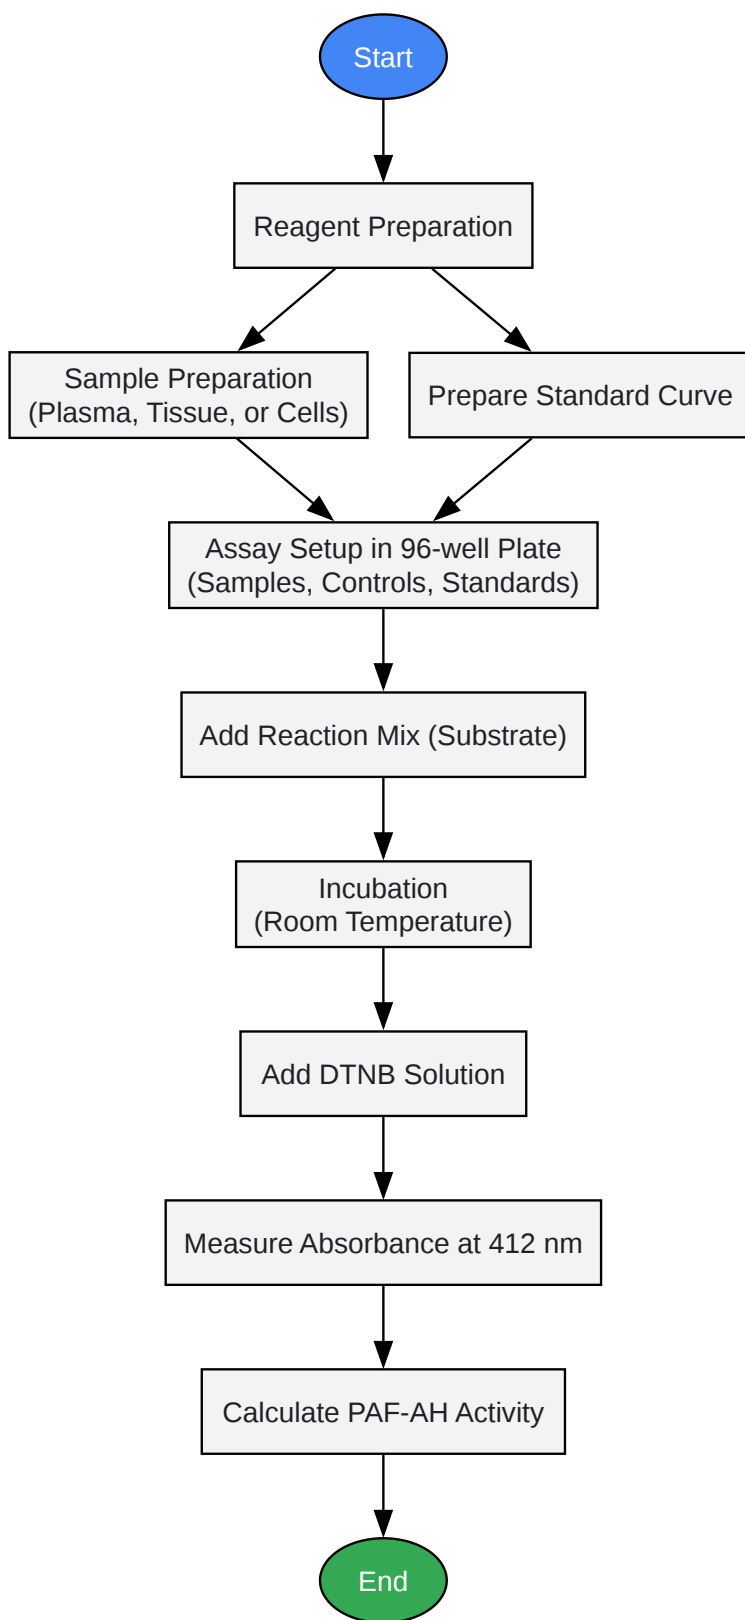 Start
Reagent Preparation
Sample Preparation
(Plasma, Tissue, or Cells)
Prepare Standard Curve
Assay Setup in 96-well Plate
(Samples, Controls, Standards)
Add Reaction Mix (Substrate)
Incubation
(Room Temperature)
Add DTNB Solution
Measure Absorbance at 412 nm
Calculate PAF-AH Activity
End